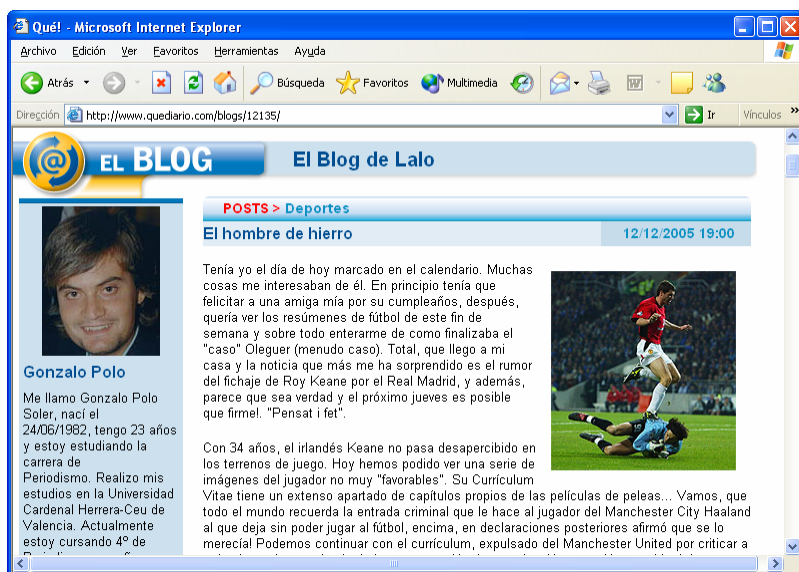 Qué! - Microsoft Internet Explorer
Archivo Edición Ver Favoritos Herramientas Ayuda
Atrás Búsqueda Favoritos Multimedia
Dirección http://www.quediario.com/blogs/12135/ Ir Vínculos »
@ EL BLOG El Blog de Lalo
POSTS > Deportes
El hombre de hierro 12/12/2005 19:00
Tenía yo el día de hoy marcado en el calendario. Muchas
cosas me interesaban de él. En principio tenía que
felicitar a una amiga mía por su cumpleaños, después,
quería ver los resúmenes de fútbol de este fin de
semana y sobre todo enterarme de como finalizaba el
"caso" Oleguer (menudo caso). Total, que llego a mi
casa y la noticia que más me ha sorprendido es el rumor
del fichaje de Roy Keane por el Real Madrid, y además,
parece que sea verdad y el próximo jueves es posible
que firme!. "Pensat i fet".
Con 34 años, el irlandés Keane no pasa desapercibido en
los terrenos de juego. Hoy hemos podido ver una serie de
imágenes del jugador no muy "favorables". Su Currículum
Vitae tiene un extenso apartado de capítulos propios de las películas de peleas... Vamos, que
todo el mundo recuerda la entrada criminal que le hace al jugador del Manchester City Haaland
al que deja sin poder jugar al fútbol, encima, en declaraciones posteriores afirmó que se lo
merecía! Podemos continuar con el currículum, expulsado del Manchester United por criticar a
Gonzalo Polo
Me llamo Gonzalo Polo
Soler, nací el
24/06/1982, tengo 23 años
y estoy estudiando la
carrera de
Periodismo. Realizo mis
estudios en la Universidad
Cardenal Herrera-Ceu de
Valencia. Actualmente
estoy cursando 4º de